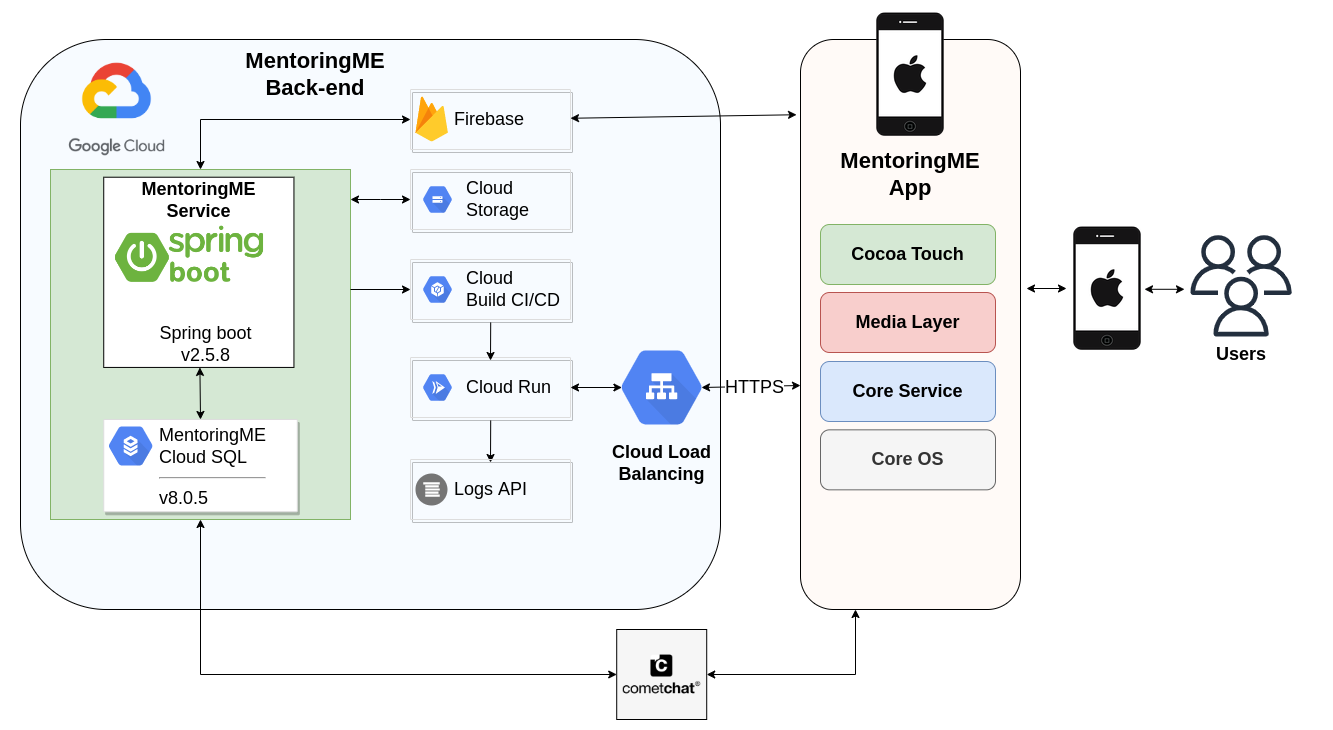 MentoringME
Back-end
Google Cloud
MentoringME
Service
spring
boot
Spring boot
v2.5.8
MentoringME
Cloud SQL
v8.0.5
Firebase
Cloud
Storage
Cloud
Build CI/CD
Cloud Run
Logs API
Cloud Load
Balancing
HTTPS
MentoringME
App
Cocoa Touch
Media Layer
Core Service
Core OS
Users
C
cometchat®